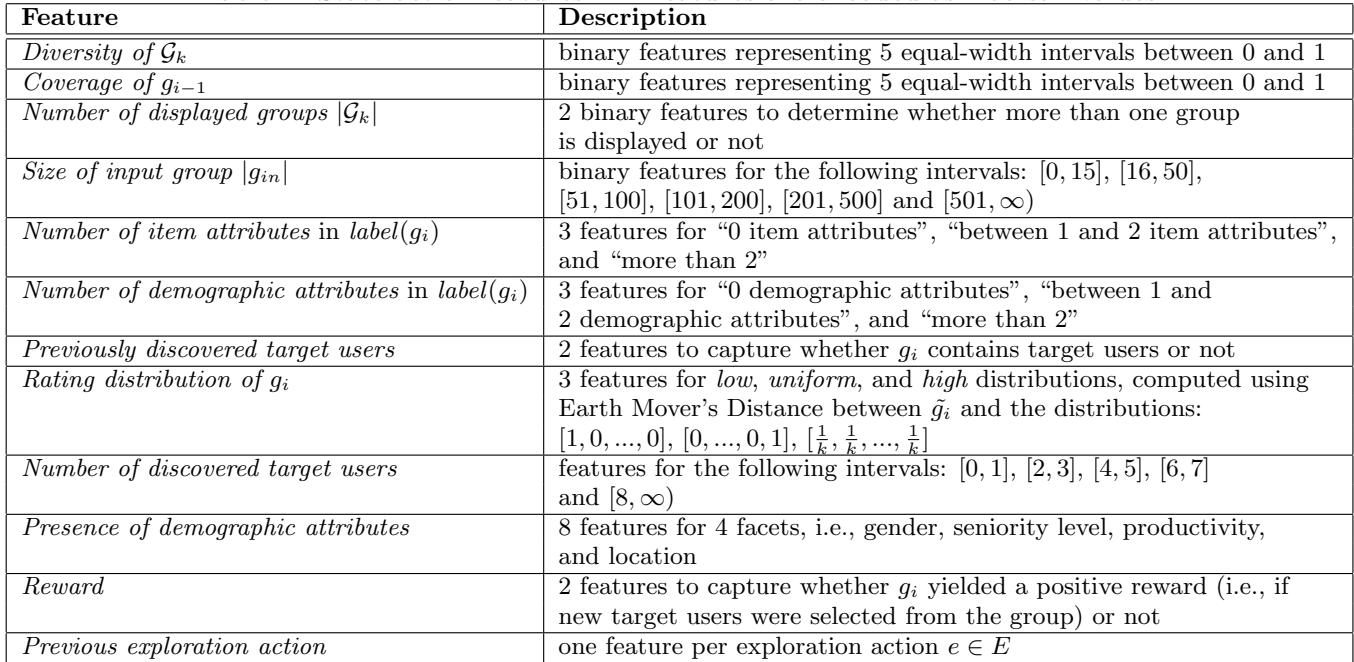 Feature Description
Diversity of 𝒢ₖ binary features representing 5 equal-width intervals between 0 and 1
Coverage of gᵢ₋₁ binary features representing 5 equal-width intervals between 0 and 1
Number of displayed groups |𝒢ₖ| 2 binary features to determine whether more than one group
is displayed or not
Size of input group |g_{in}| binary features for the following intervals: [0, 15], [16, 50],
[51, 100], [101, 200], [201, 500] and [501, ∞)
Number of item attributes in label(gᵢ) 3 features for “0 item attributes”, “between 1 and 2 item attributes”,
and “more than 2”
Number of demographic attributes in label(gᵢ) 3 features for “0 demographic attributes”, “between 1 and
2 demographic attributes”, and “more than 2”
Previously discovered target users 2 features to capture whether gᵢ contains target users or not
Rating distribution of gᵢ 3 features for low, uniform, and high distributions, computed using
Earth Mover's Distance between g̃ᵢ and the distributions:
[1, 0, ..., 0], [0, ..., 0, 1], [1/k, 1/k, ..., 1/k]
Number of discovered target users features for the following intervals: [0, 1], [2, 3], [4, 5], [6, 7]
and [8, ∞)
Presence of demographic attributes 8 features for 4 facets, i.e., gender, seniority level, productivity,
and location
Reward 2 features to capture whether gᵢ yielded a positive reward (i.e., if
new target users were selected from the group) or not
Previous exploration action one feature per exploration action e ∈ E